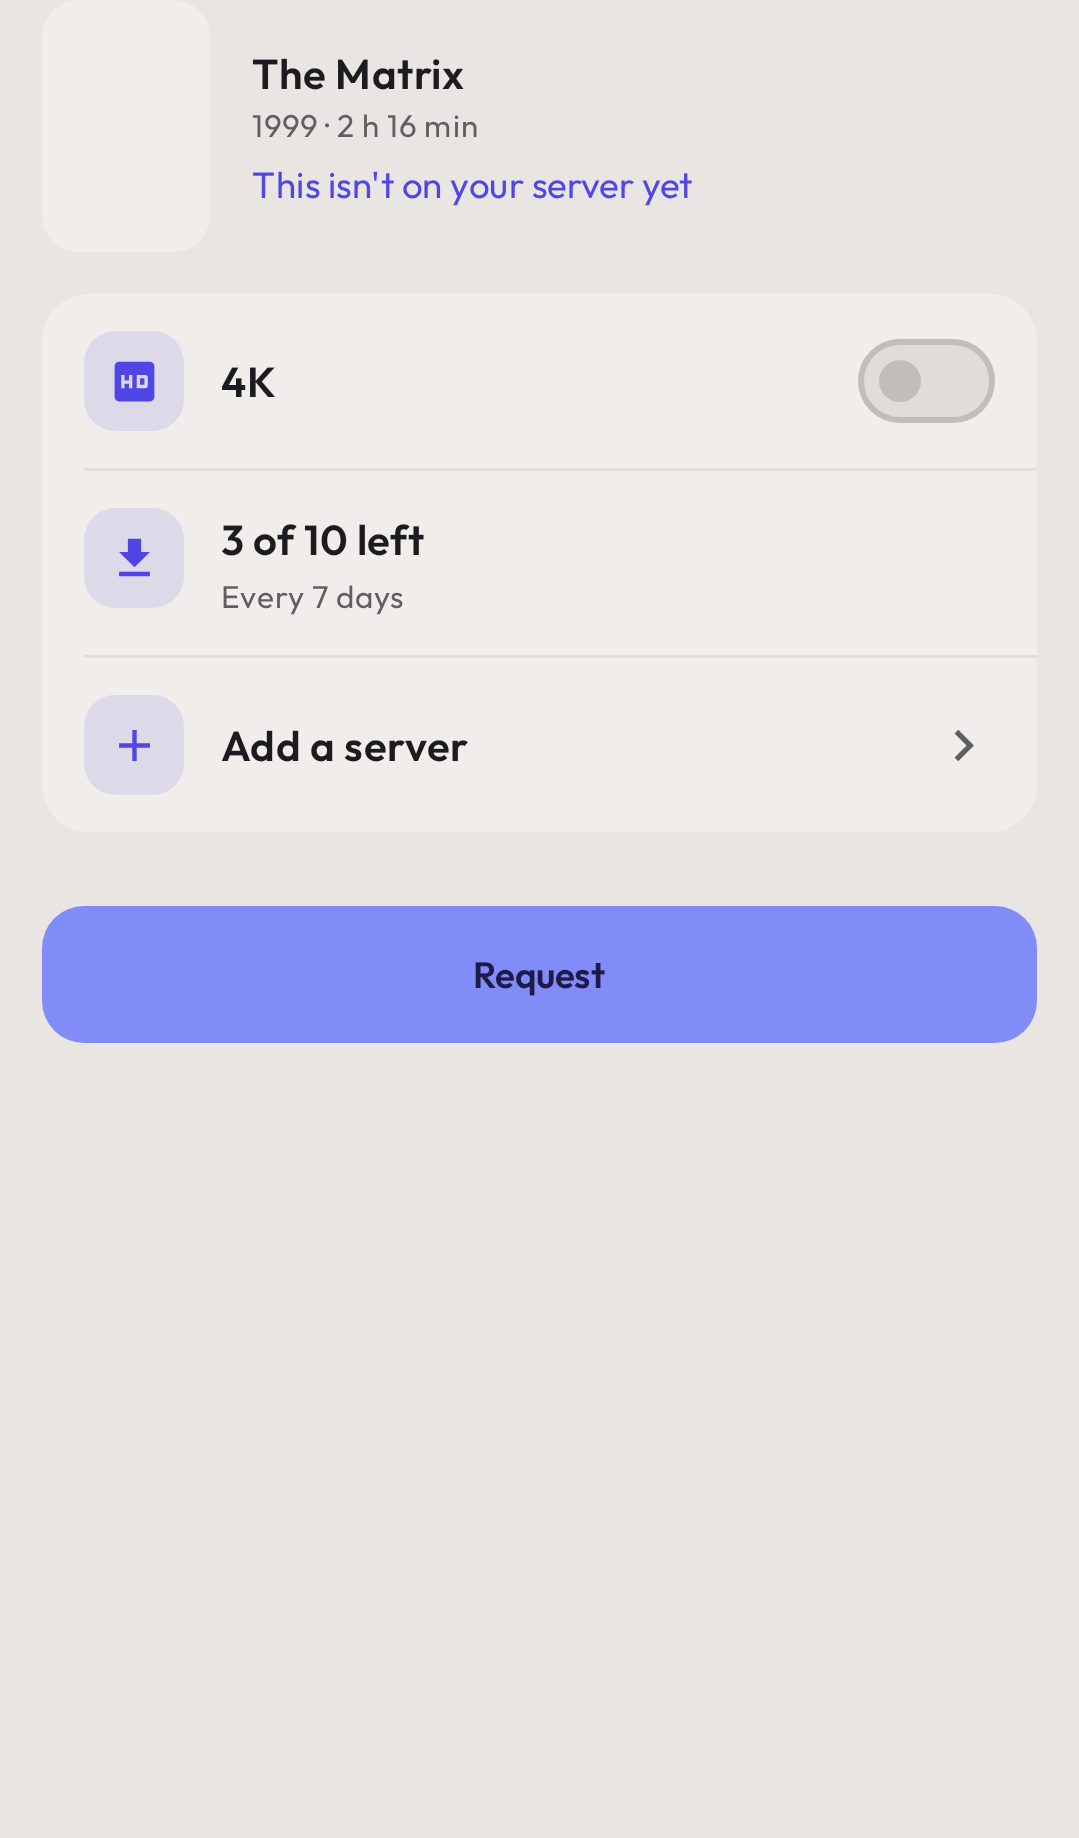 The Matrix
1999 · 2 h 16 min
This isn't on your server yet
HD
4K
3 of 10 left
Every 7 days
Add a server
Request